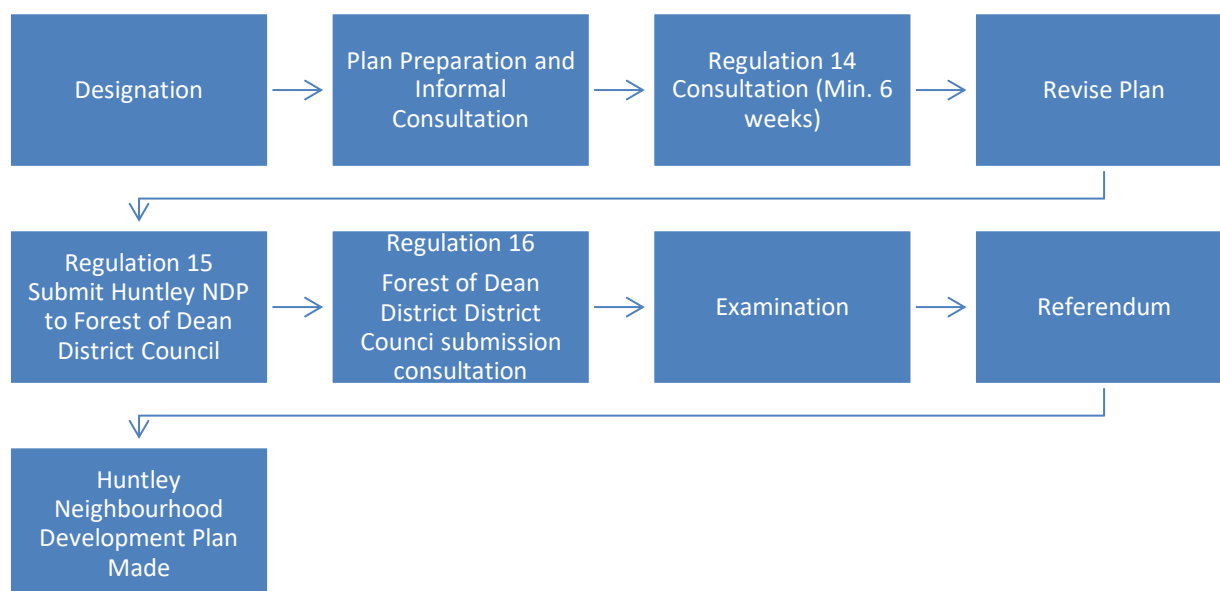 Designation
Plan Preparation and
Informal
Consultation
Regulation 14
Consultation (Min. 6
weeks)
Revise Plan
Regulation 15
Submit Huntley NDP
to Forest of Dean
District Council
Regulation 16
Forest of Dean
District District
Counci submission
consultation
Examination
Referendum
Huntley
Neighbourhood
Development Plan
Made